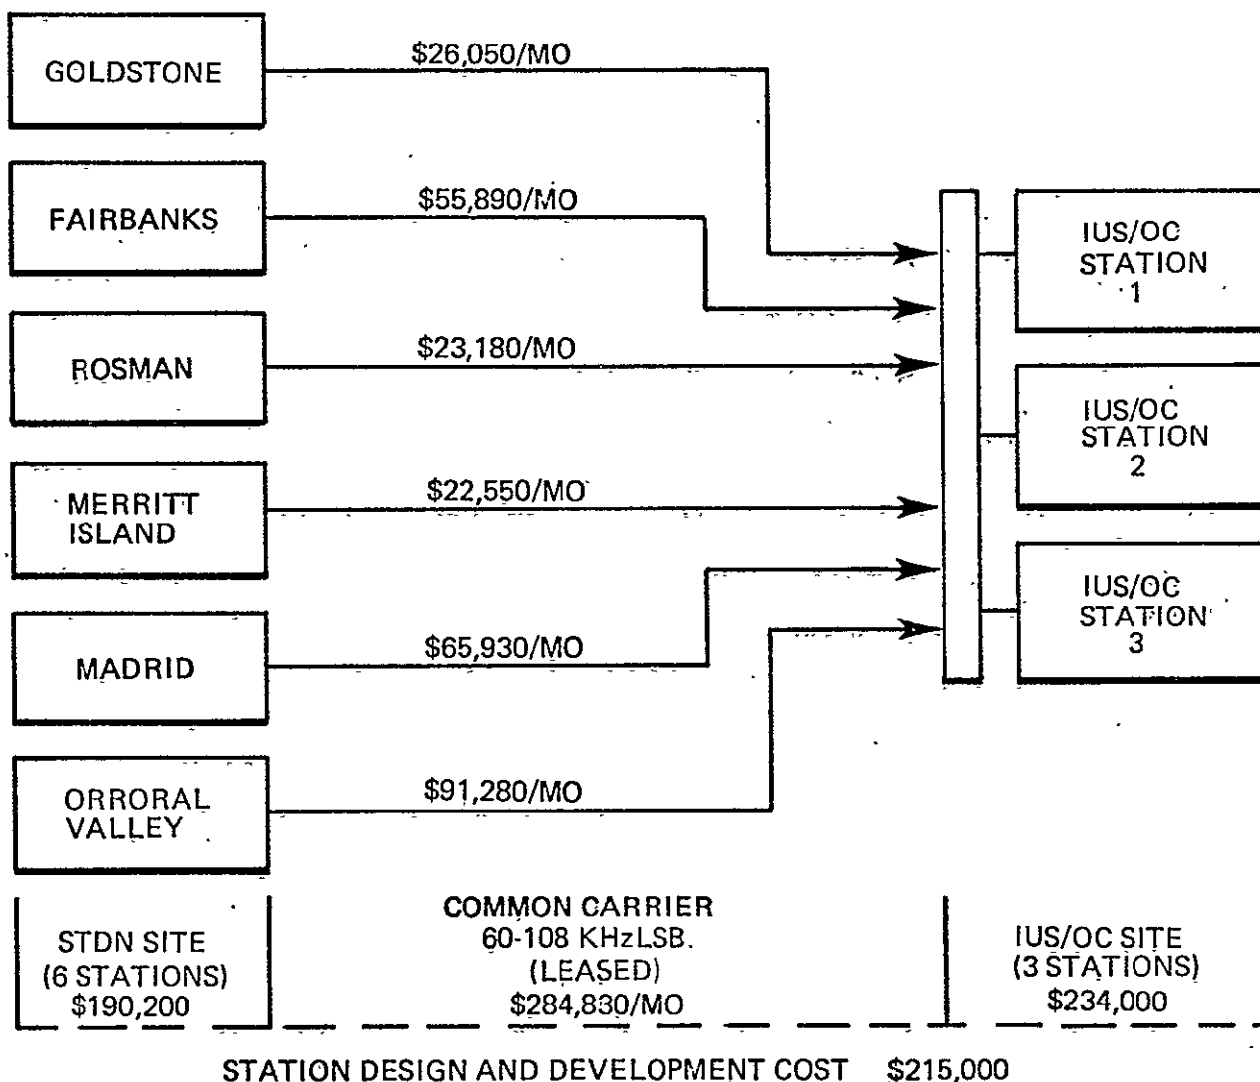 GOLDSTONE
$26,050/MO
FAIRBANKS
$55,890/MO
ROSMAN
$23,180/MO
MERRITT
ISLAND
$22,550/MO
MADRID
$65,930/MO
ORRORAL
VALLEY
$91,280/MO
IUS/OC
STATION
1
IUS/OC
STATION
2
IUS/OC
STATION
3
STDN SITE
(6 STATIONS)
$190,200
COMMON CARRIER
60-108 KHzLSB.
(LEASED)
$284,830/MO
IUS/OC SITE
(3 STATIONS)
$234,000
STATION DESIGN AND DEVELOPMENT COST $215,000